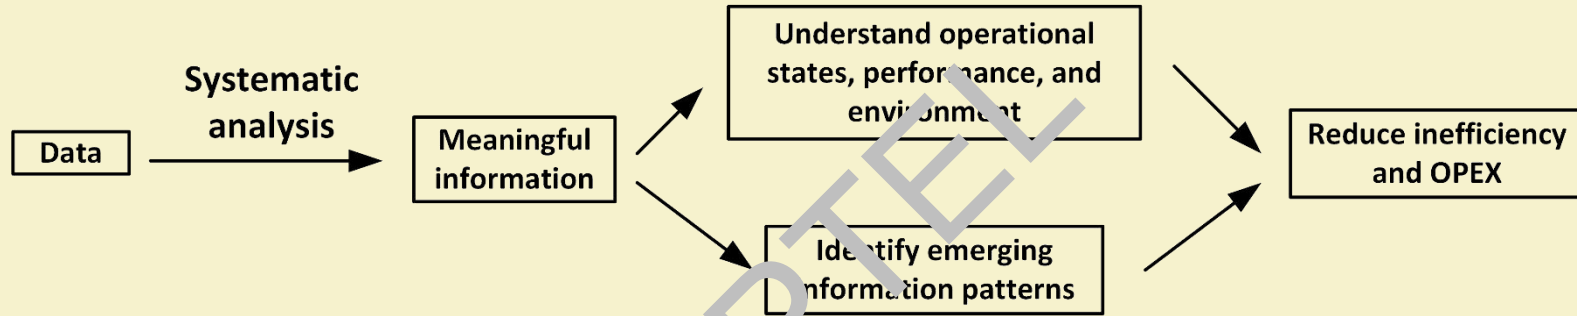 Data
Systematic
analysis
Meaningful
information
Understand operational
states, performance, and
environment
Identify emerging
information patterns
Reduce inefficiency
and OPEX
PTEL